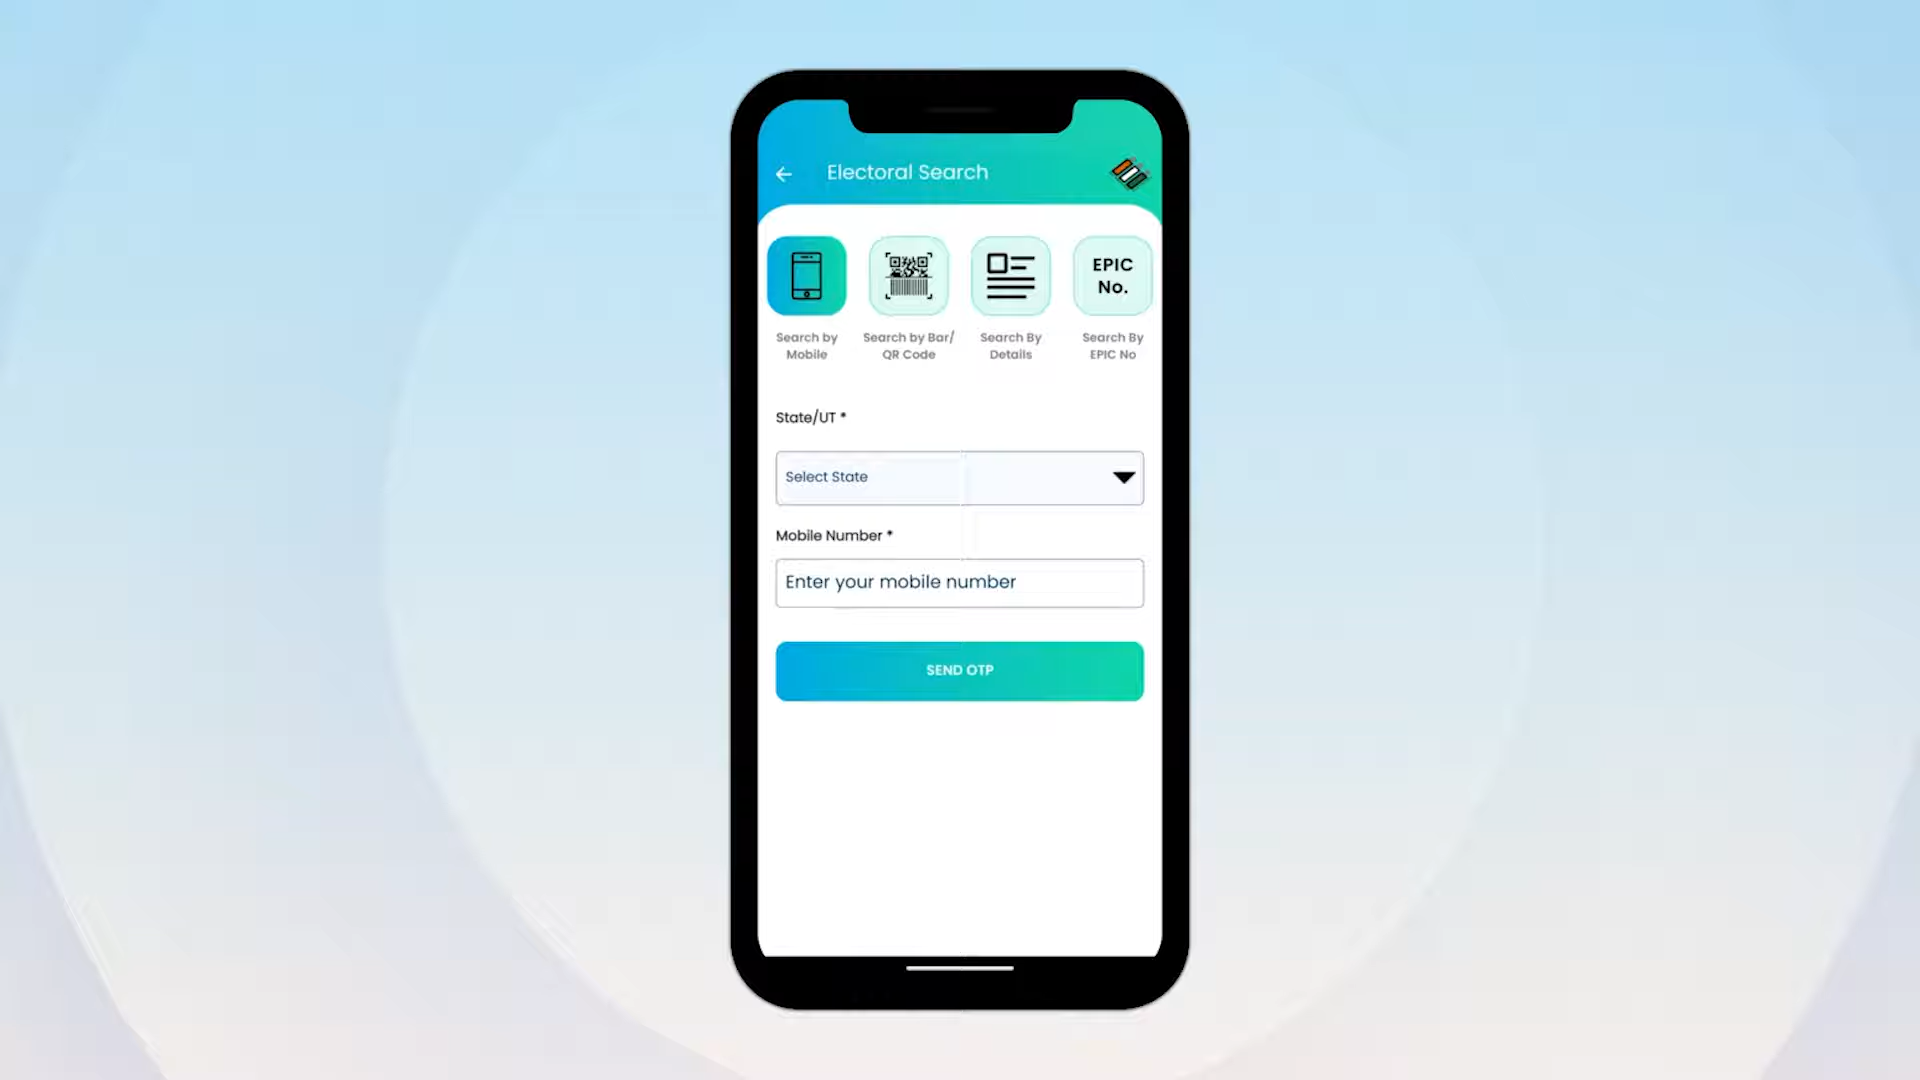 Electoral Search
EPIC
No.
Search by
Mobile
Search by Bar/
QR Code
Search By
Details
Search By
EPIC No
State/UT *
Select State
Mobile Number *
Enter your mobile number
SEND OTP